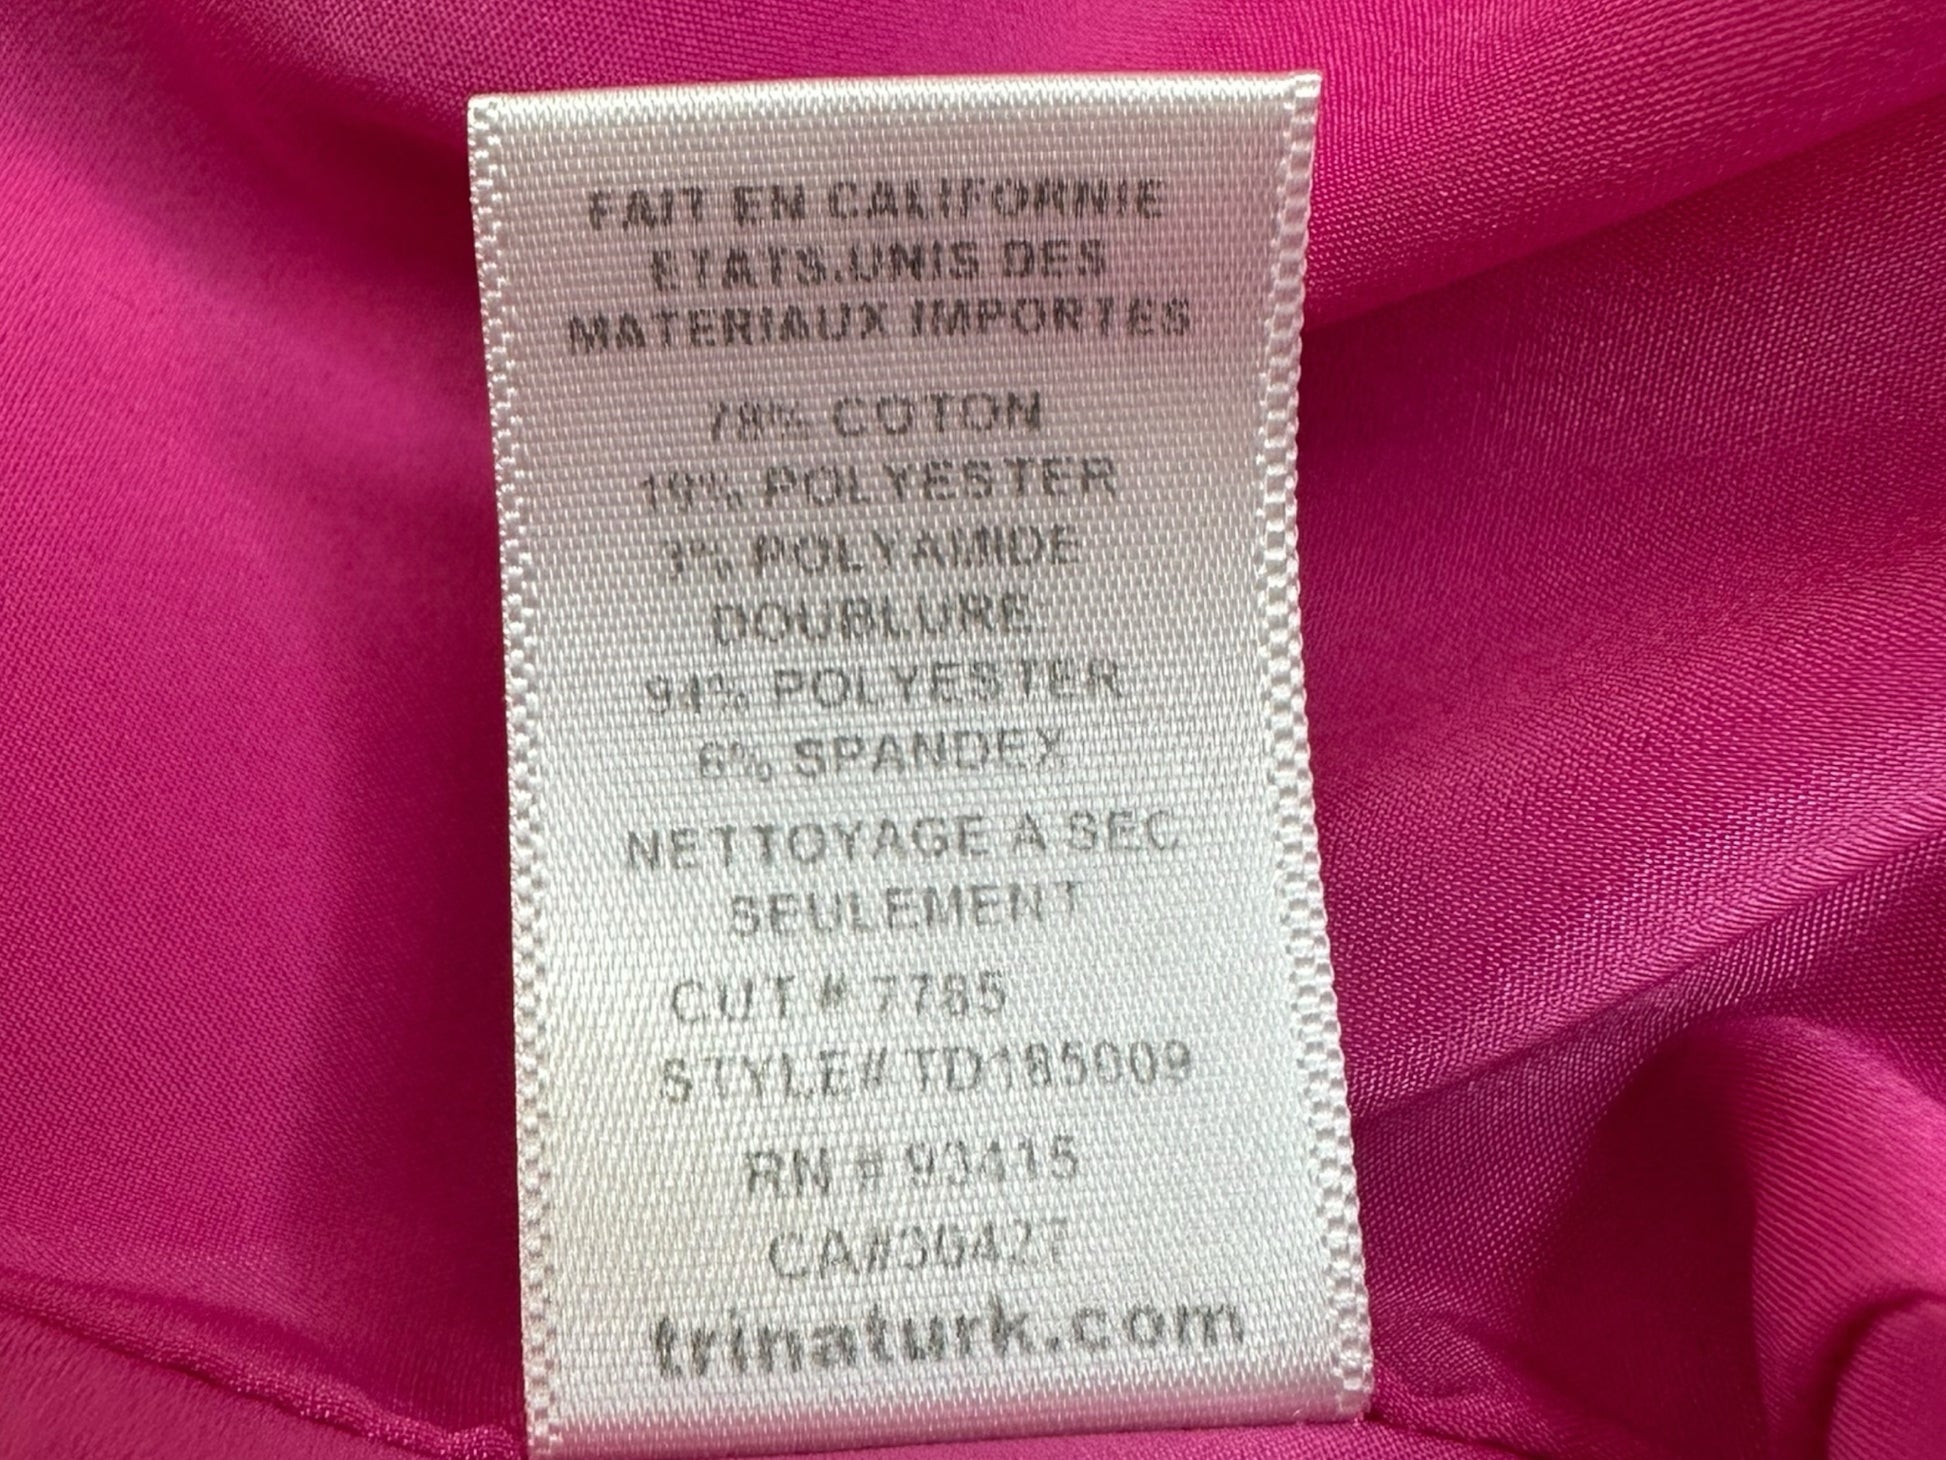 FAIT EN CALIFORNIE
ETATS.UNIS DES
MATERIAUX IMPORTES
78% COTON
19% POLYESTER
3% POLYAMIDE
DOUBLURE
94% POLYESTER
6% SPANDEX
NETTOYAGE A SEC
SEULEMENT
CUT # 7785
STYLE# TD185009
RN # 93415
CA#36427
trinaturk.com